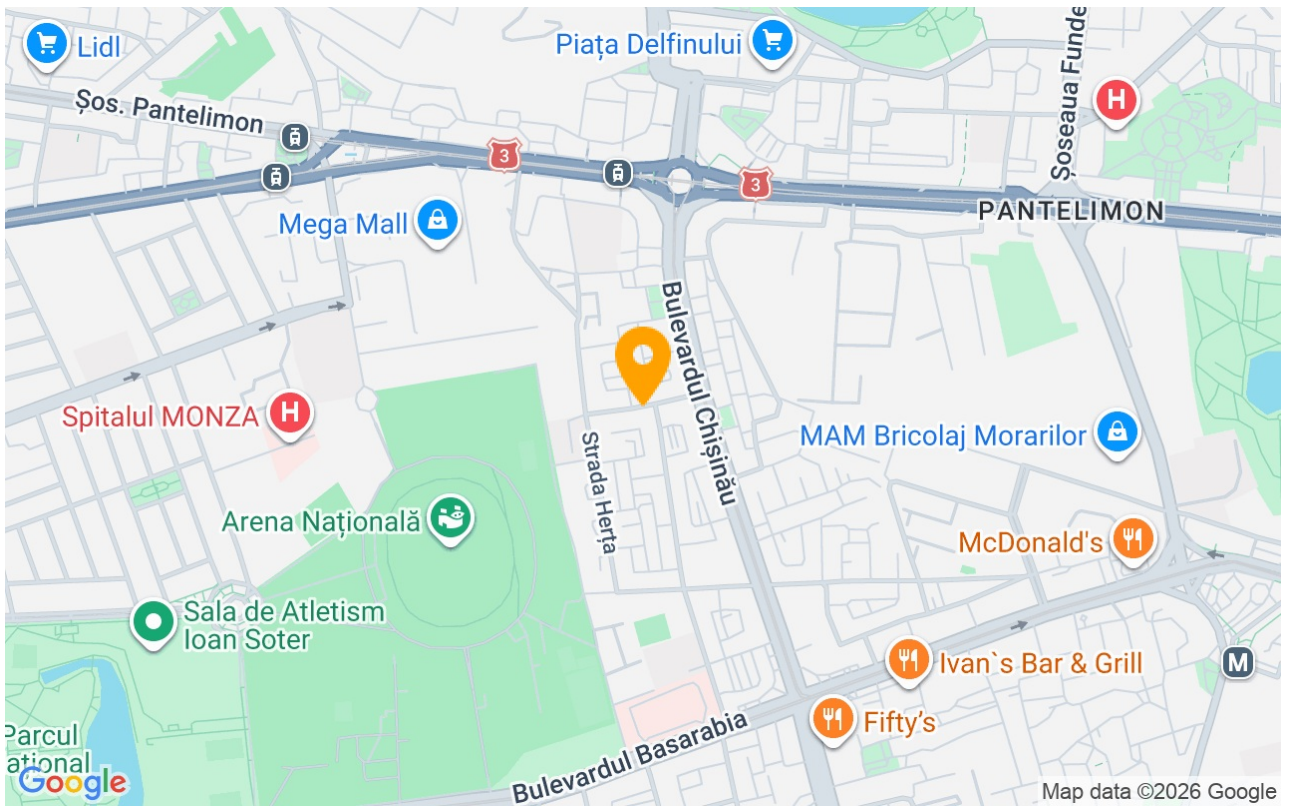 Lidl
Piața Delfinului
Șoseaua Funde
H
Șos. Pantelimon
3
3
PANTELIMON
Mega Mall
Bulevardul Chișinău
Spitalul MONZA
H
MAM Bricolaj Morarilor
Strada Herța
Arena Națională
McDonald's
Sala de Atletism
Ioan Soter
Ivan`s Bar & Grill
M
Fifty's
Parcul
ational
Bulevardul Basarabia
Google
Map data ©2026 Google